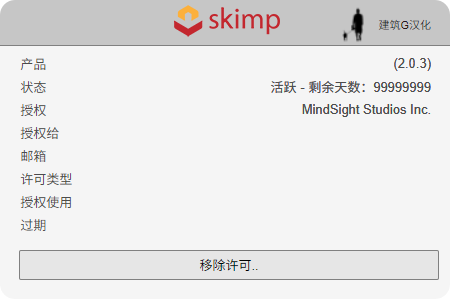 skimp 建筑G汉化
产品 (2.0.3)
状态 活跃 - 剩余天数：99999999
授权 MindSight Studios Inc.
授权给
邮箱
许可类型
授权使用
过期
移除许可..